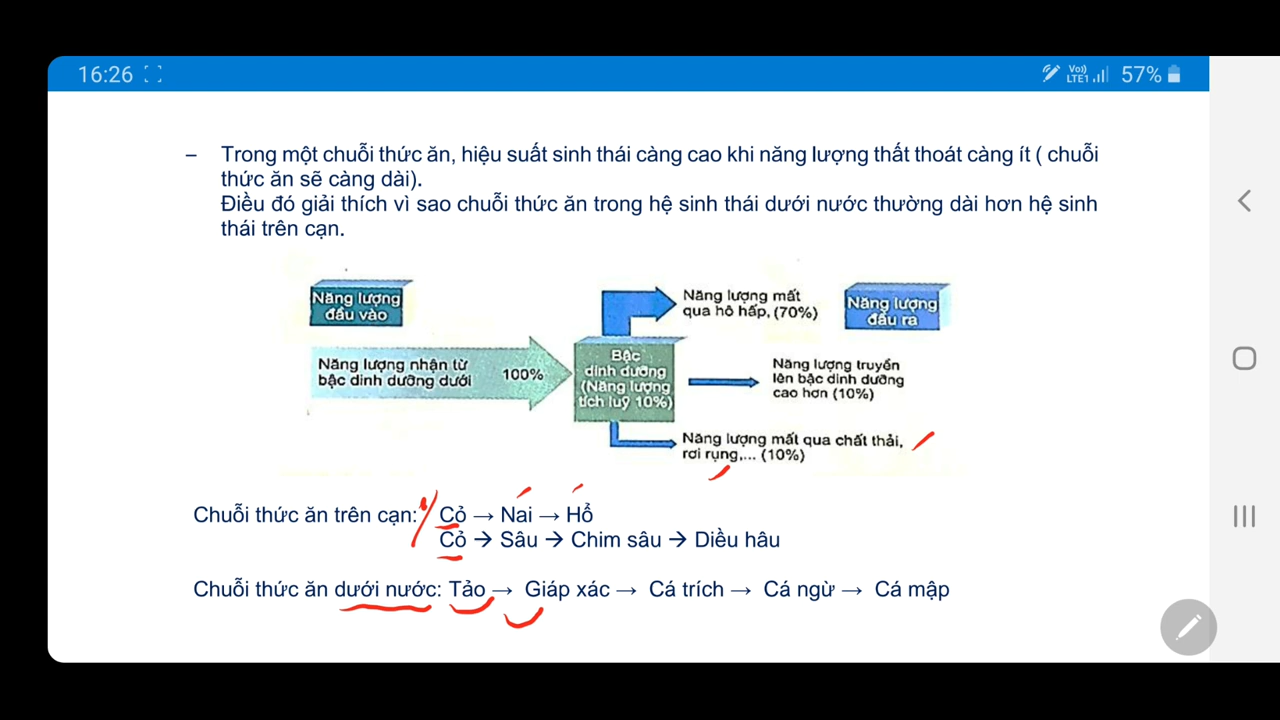 16:26
Vo))
LTE1
57%
– Trong một chuỗi thức ăn, hiệu suất sinh thái càng cao khi năng lượng thất thoát càng ít ( chuỗi
thức ăn sẽ càng dài).
Điều đó giải thích vì sao chuỗi thức ăn trong hệ sinh thái dưới nước thường dài hơn hệ sinh
thái trên cạn.
Năng lượng
đầu vào
Năng lượng nhận từ
bậc dinh dưỡng dưới
100%
Bậc
dinh dưỡng
(Năng lượng
tích luỹ 10%)
Năng lượng mất
qua hô hấp, (70%)
Năng lượng
đầu ra
Năng lượng truyền
lên bậc dinh dưỡng
cao hơn (10%)
Năng lượng mất qua chất thải,
rơi rụng,... (10%)
Chuỗi thức ăn trên cạn: Cỏ → Nai → Hổ
Cỏ → Sâu → Chim sâu → Diều hâu
Chuỗi thức ăn dưới nước: Tảo → Giáp xác → Cá trích → Cá ngừ → Cá mập